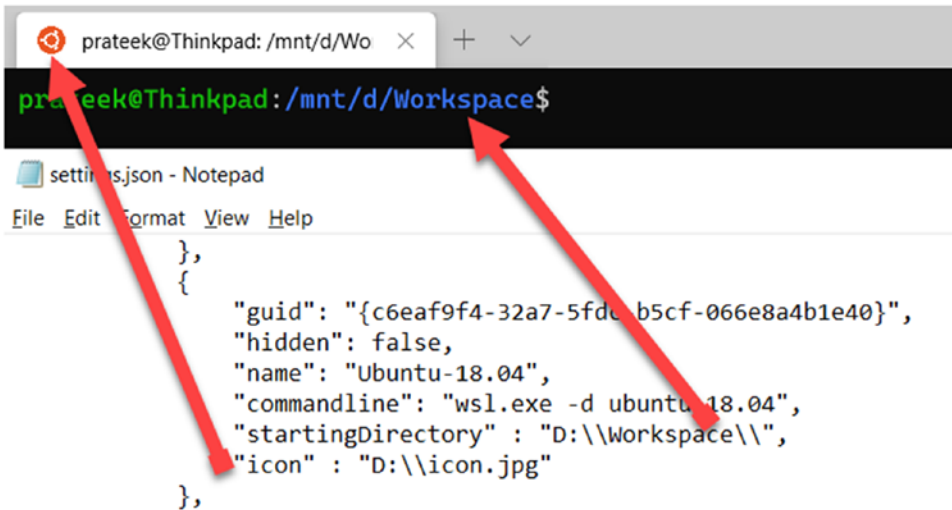 prateek@Thinkpad: /mnt/d/Wo
prateek@Thinkpad:/mnt/d/Workspace$
settings.json - Notepad
File Edit Format View Help
},
{
"guid": "{c6eaf9f4-32a7-5fdc-b5cf-066e8a4b1e40}",
"hidden": false,
"name": "Ubuntu-18.04",
"commandline": "wsl.exe -d ubuntu-18.04",
"startingDirectory" : "D:\\Workspace\\",
"icon" : "D:\\icon.jpg"
},